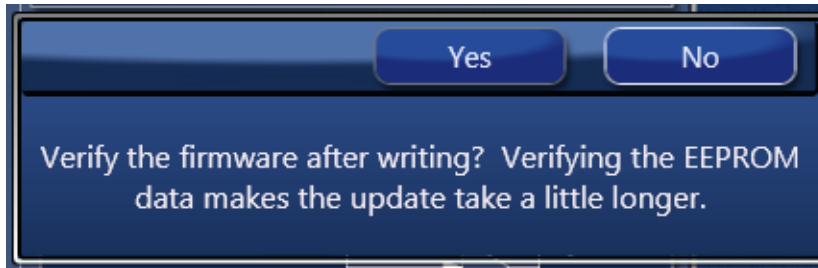 Yes No
Verify the firmware after writing?  Verifying the EEPROM
data makes the update take a little longer.